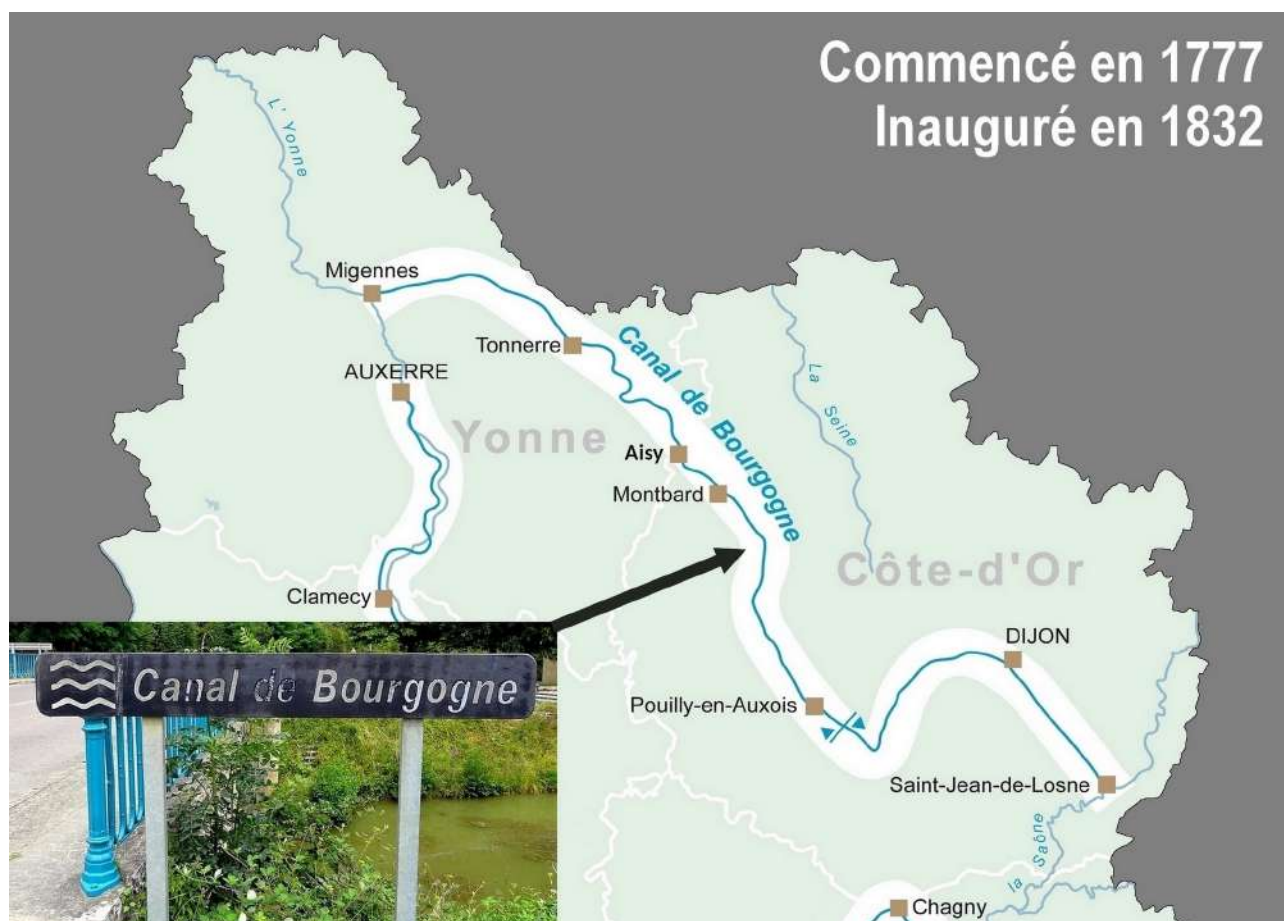 Commencé en 1777
Inauguré en 1832
L' Yonne
Migennes
Tonnerre
Canal de Bourgogne
La Seine
AUXERRE
Yonne
Aisy
Montbard
Côte-d'Or
Clamecy
DIJON
Canal de Bourgogne
Pouilly-en-Auxois
Saint-Jean-de-Losne
la Saône
Chagny